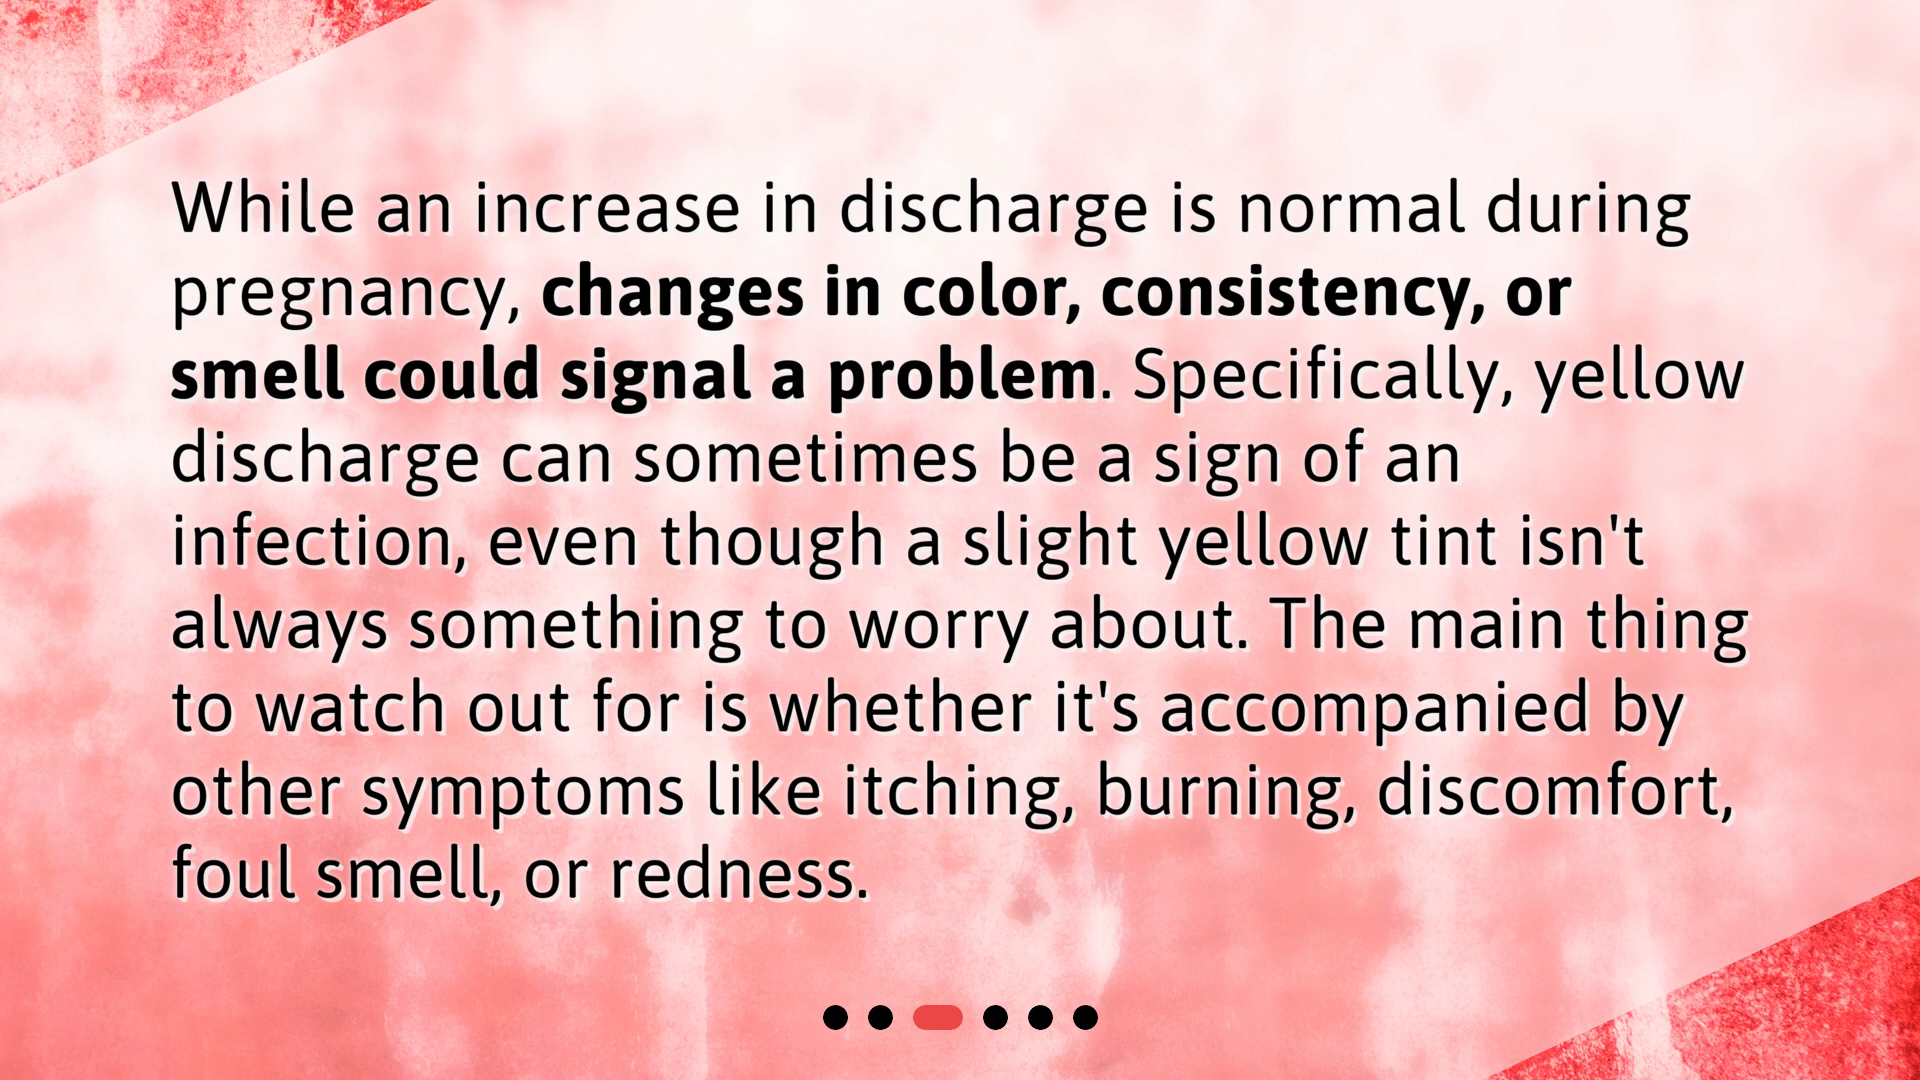 While an increase in discharge is normal during
pregnancy, changes in color, consistency, or
smell could signal a problem. Specifically, yellow
discharge can sometimes be a sign of an
infection, even though a slight yellow tint isn't
always something to worry about. The main thing
to watch out for is whether it's accompanied by
other symptoms like itching, burning, discomfort,
foul smell, or redness.